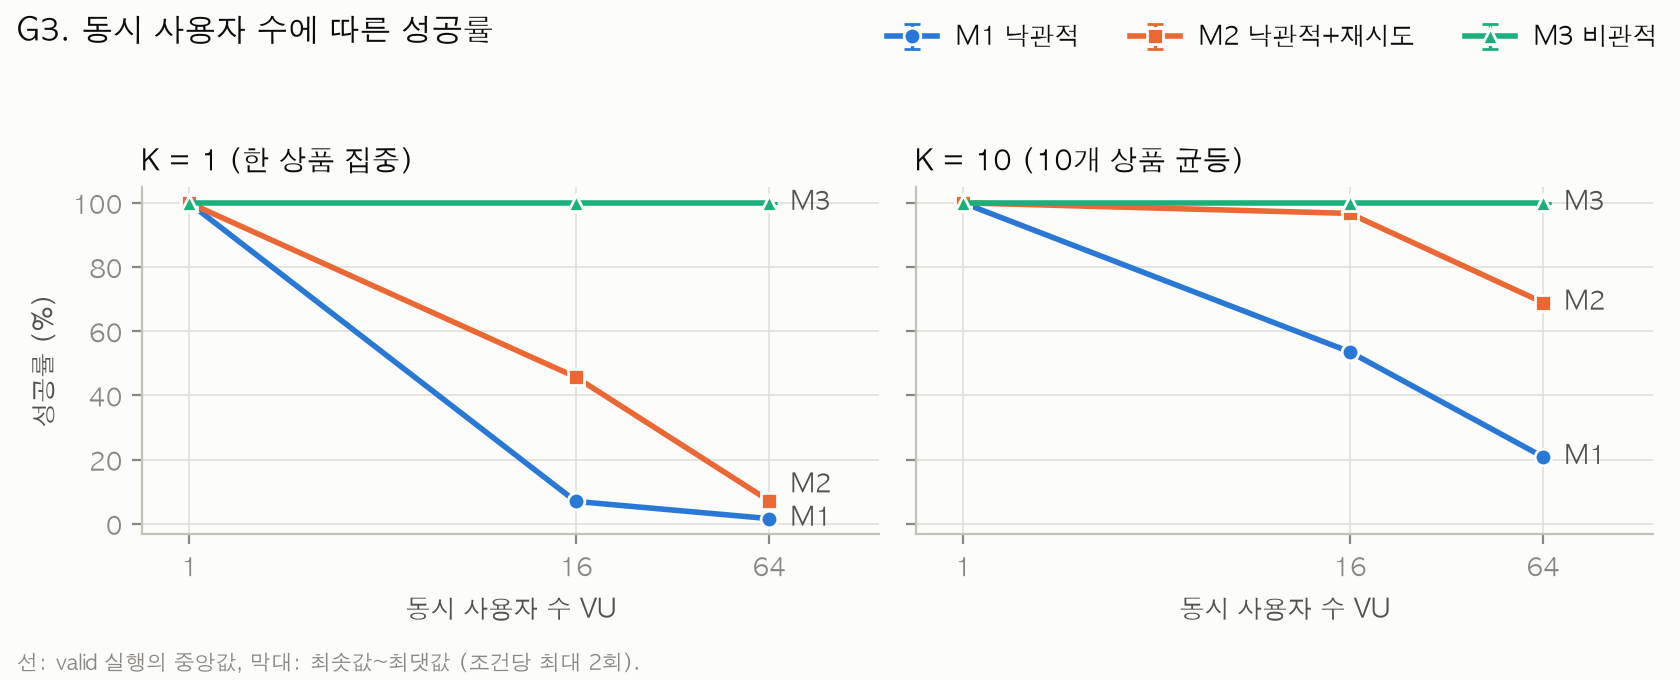 G3. 동시 사용자 수에 따른 성공률
M1 낙관적 M2 낙관적+재시도 M3 비관적
K = 1 (한 상품 집중)
100
80
60
40
20
0
성공률 (%)
M3
M2
M1
1 16 64
동시 사용자 수 VU
K = 10 (10개 상품 균등)
M3
M2
M1
1 16 64
동시 사용자 수 VU
선: valid 실행의 중앙값, 막대: 최솟값~최댓값 (조건당 최대 2회).